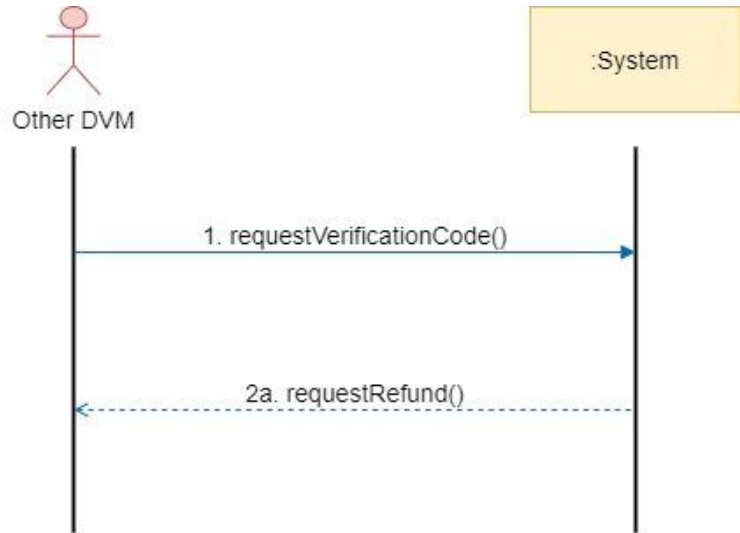 :System
Other DVM
1. requestVerificationCode()
2a. requestRefund()